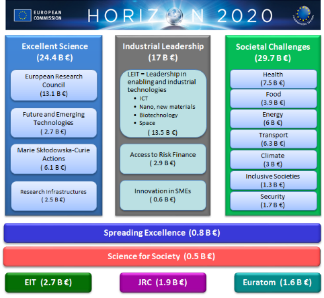 EUROPEAN
COMMISSION
HORIZON 2020
Excellent Science
(24.4 B €)
European Research
Council
(13.1 B €)
Future and Emerging
Technologies
(2.7 B €)
Marie Skłodowska-Curie
Actions
(6.1 B €)
Research Infrastructures
(2.5 B €)
Industrial Leadership
(17 B €)
LEIT – Leadership in
enabling and industrial
technologies
• ICT
• Nano, new materials
• Biotechnology
• Space
(13.5 B €)
Access to Risk Finance
(2.9 B €)
Innovation in SMEs
(0.6 B €)
Societal Challenges
(29.7 B €)
Health
(7.5 B €)
Food
(3.9 B €)
Energy
(6 B €)
Transport
(6.3 B €)
Climate
(3 B €)
Inclusive Societies
(1.3 B €)
Security
(1.7 B €)
Spreading Excellence (0.8 B €)
Science for Society (0.5 B €)
EIT (2.7 B €)
JRC (1.9 B €)
Euratom (1.6 B €)